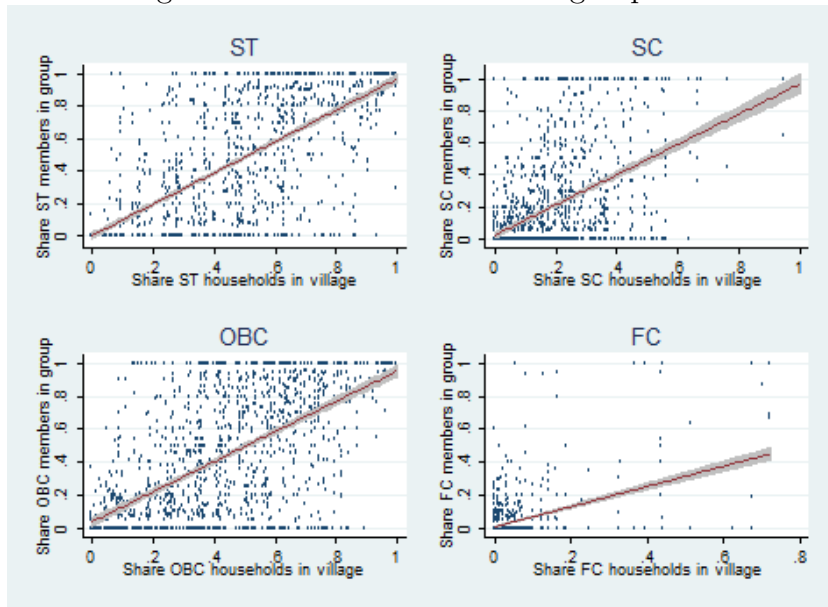 ST
Share ST members in group
0 .2 .4 .6 .8 1
0 .2 .4 .6 .8 1
Share ST households in village
SC
Share SC members in group
0 .2 .4 .6 .8 1
0 .2 .4 .6 .8 1
Share SC households in village
OBC
Share OBC members in group
0 .2 .4 .6 .8 1
0 .2 .4 .6 .8 1
Share OBC households in village
FC
Share FC members in group
0 .2 .4 .6 .8 1
0 .2 .4 .6 .8
Share FC households in village